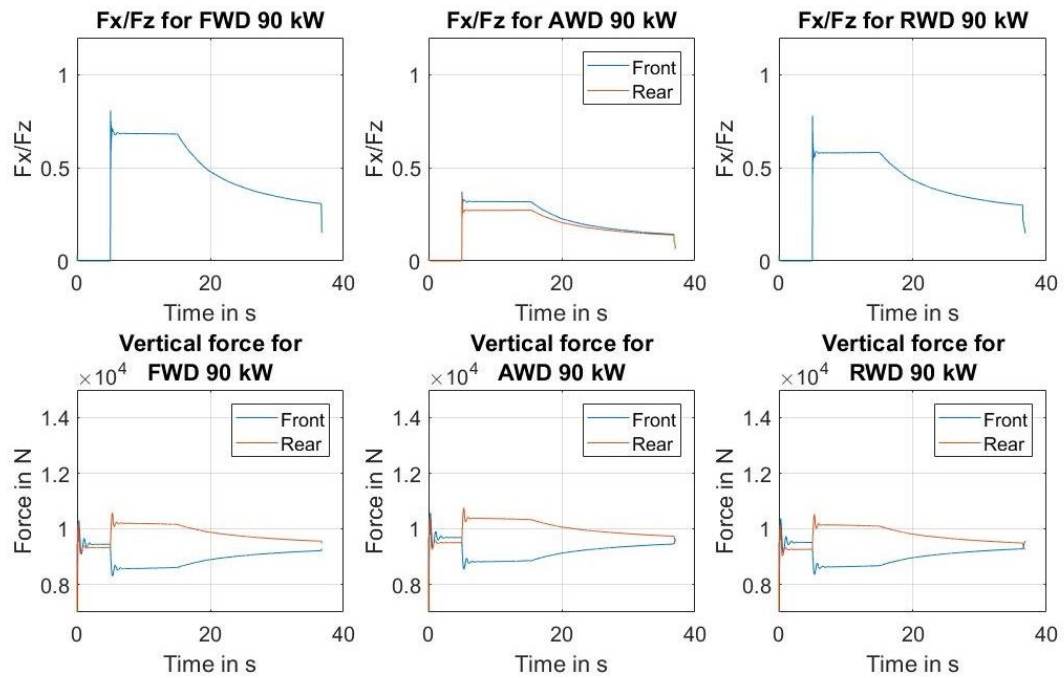 Fx/Fz for FWD 90 kW
Fx/Fz
1
0.5
0
0
20
40
Time in s
Fx/Fz for AWD 90 kW
Front
Rear
Fx/Fz
1
0.5
0
0
20
40
Time in s
Fx/Fz for RWD 90 kW
Fx/Fz
1
0.5
0
0
20
40
Time in s
Vertical force for
×10⁴ FWD 90 kW
Front
Rear
Force in N
1.4
1.2
1
0.8
0
20
40
Time in s
Vertical force for
×10⁴ AWD 90 kW
Front
Rear
Force in N
1.4
1.2
1
0.8
0
20
40
Time in s
Vertical force for
×10⁴ RWD 90 kW
Front
Rear
Force in N
1.4
1.2
1
0.8
0
20
40
Time in s